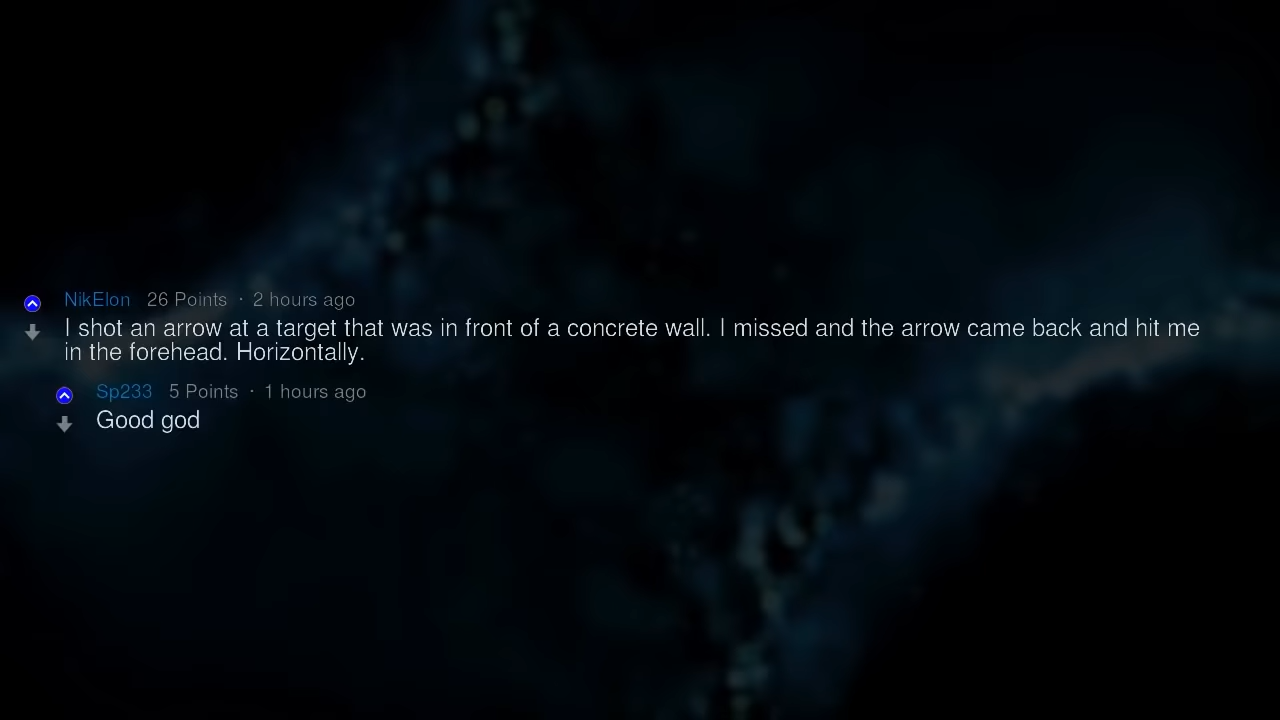 NikElon 26 Points · 2 hours ago
I shot an arrow at a target that was in front of a concrete wall. I missed and the arrow came back and hit me
in the forehead. Horizontally.
Sp233 5 Points · 1 hours ago
Good god